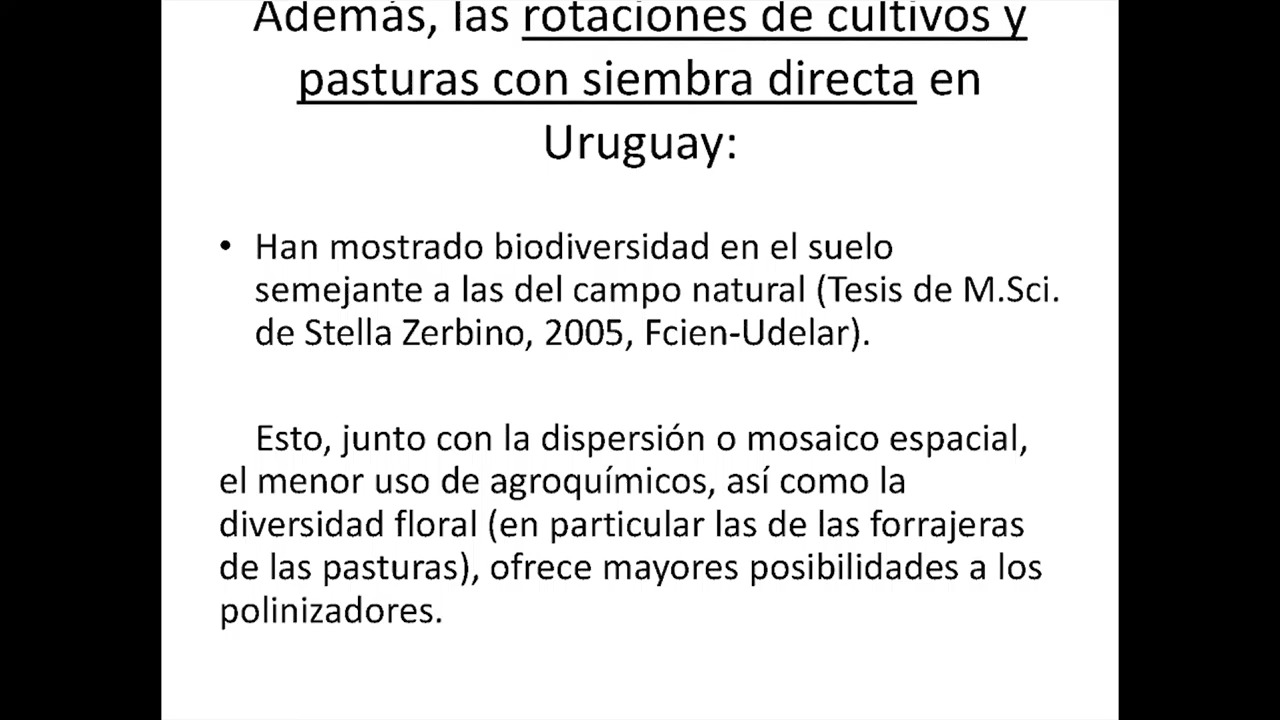 Además, las rotaciones de cultivos y
pasturas con siembra directa en
Uruguay:
• Han mostrado biodiversidad en el suelo
semejante a las del campo natural (Tesis de M.Sci.
de Stella Zerbino, 2005, Fcien-Udelar).
Esto, junto con la dispersión o mosaico espacial,
el menor uso de agroquímicos, así como la
diversidad floral (en particular las de las forrajeras
de las pasturas), ofrece mayores posibilidades a los
polinizadores.